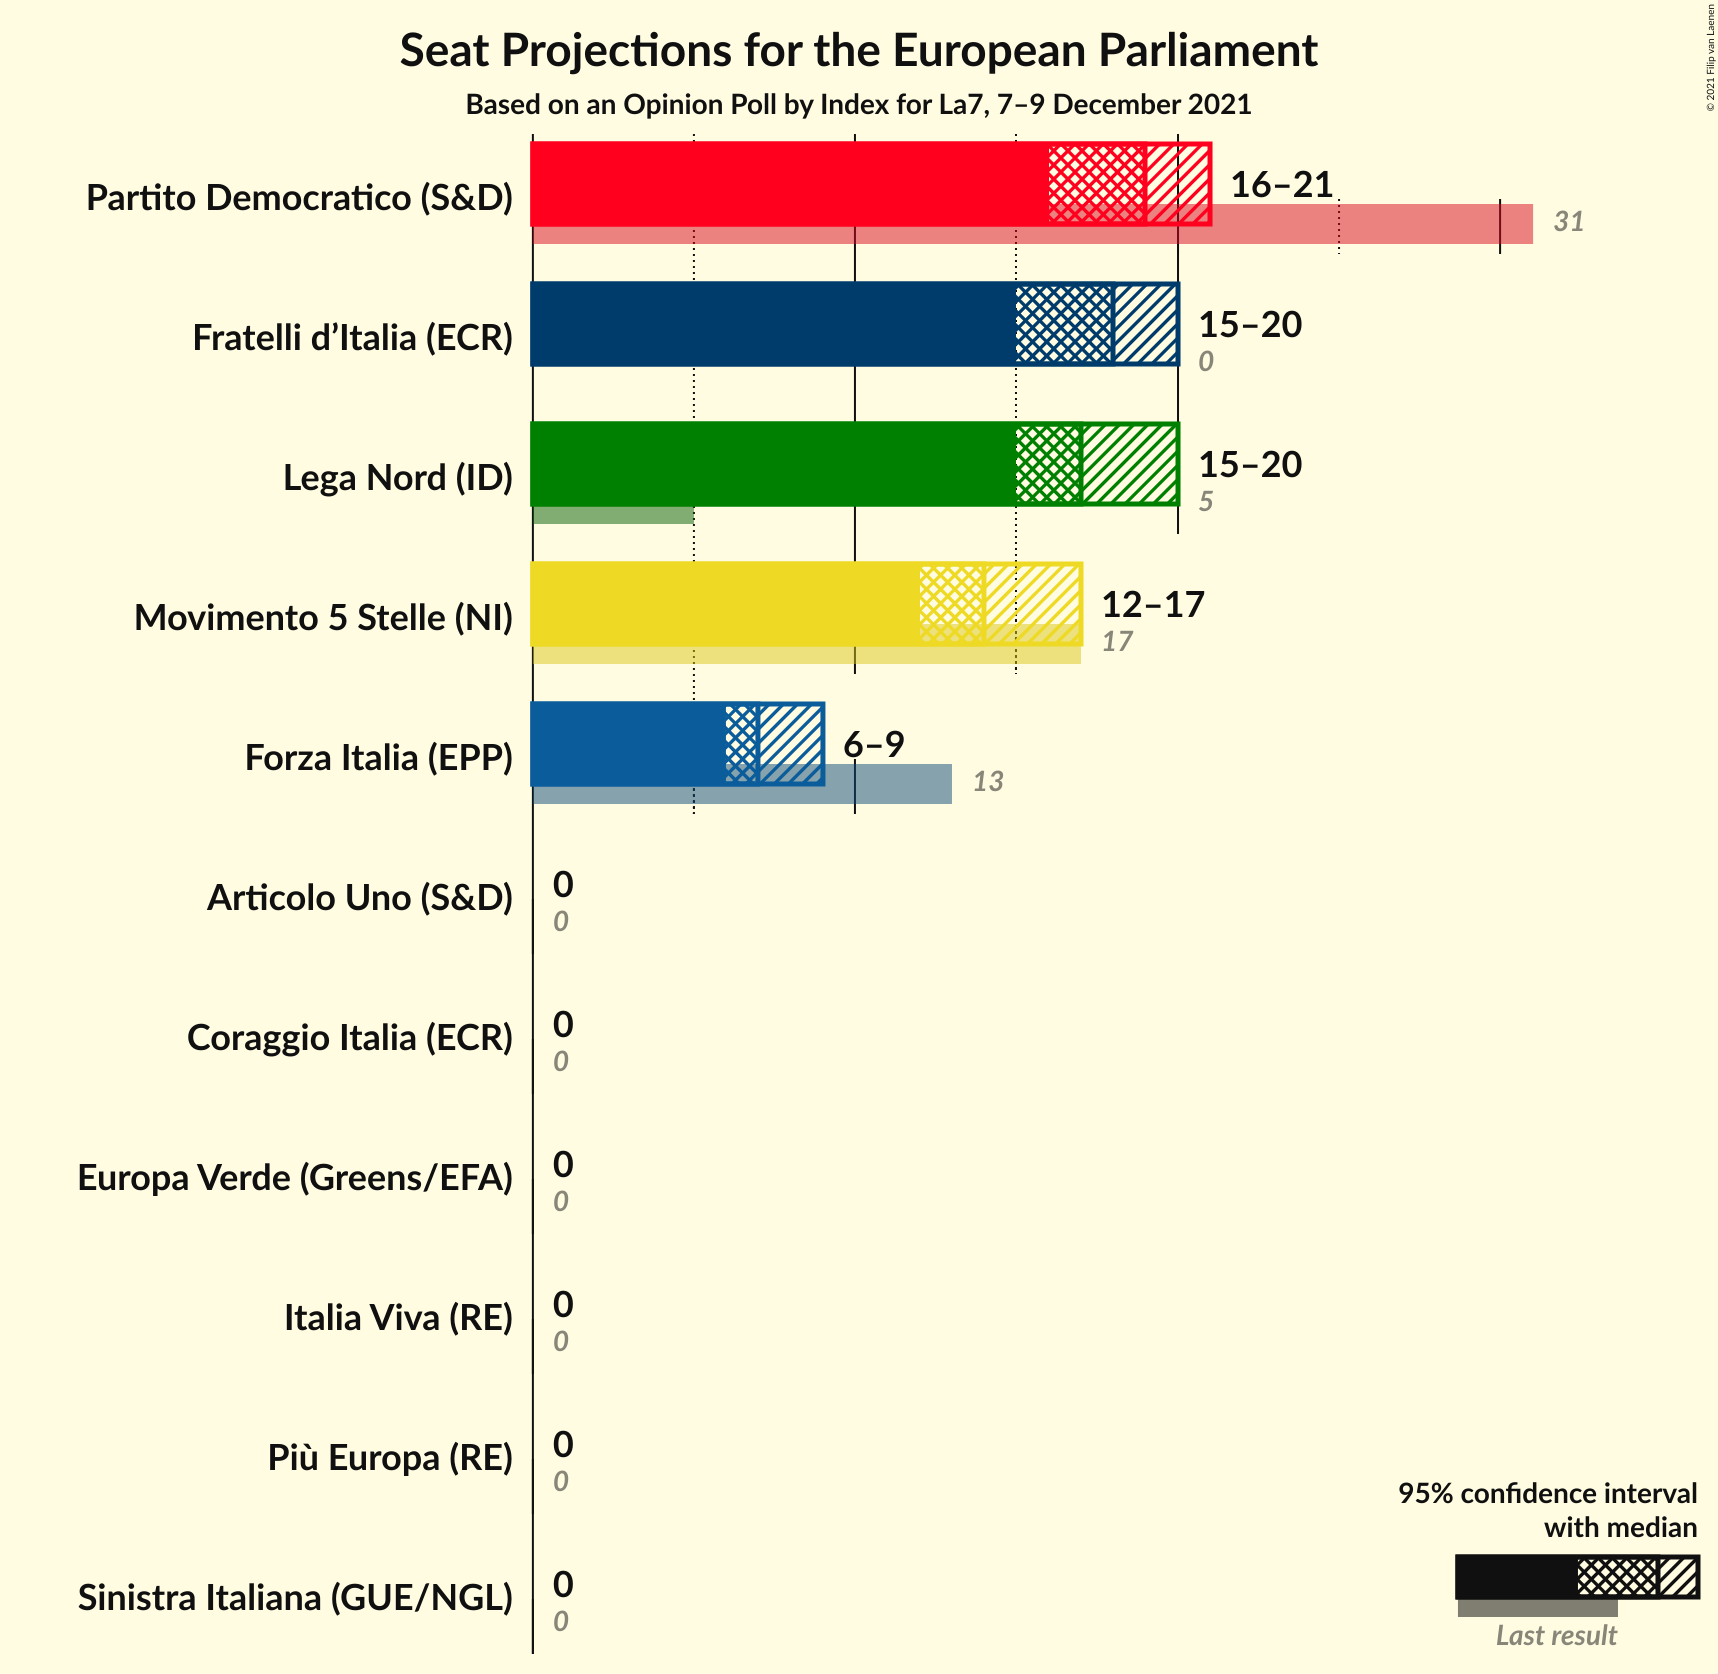 Seat Projections for the European Parliament
Based on an Opinion Poll by Index for La7, 7–9 December 2021
© 2021 Filip van Laenen
Partito Democratico (S&D)
16–21
31
Fratelli d’Italia (ECR)
15–20
0
Lega Nord (ID)
15–20
5
Movimento 5 Stelle (NI)
12–17
17
Forza Italia (EPP)
6–9
13
Articolo Uno (S&D)
0
0
Coraggio Italia (ECR)
0
0
Europa Verde (Greens/EFA)
0
0
Italia Viva (RE)
0
0
Più Europa (RE)
0
0
Sinistra Italiana (GUE/NGL)
0
0
95% confidence interval
with median
Last result